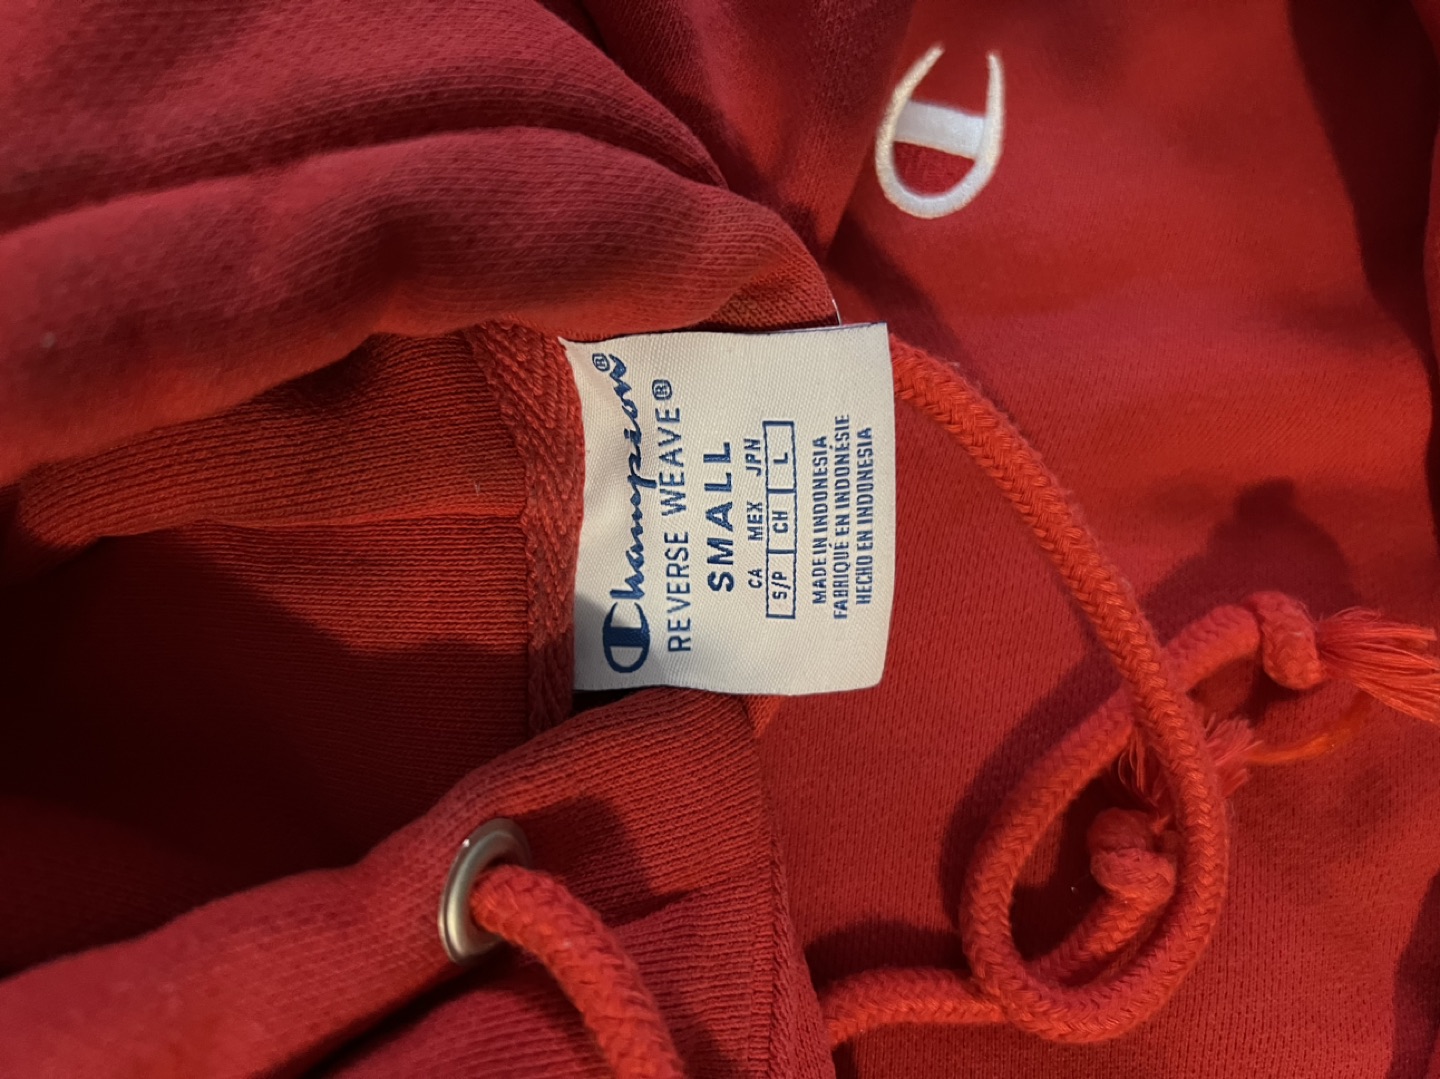 Champion®
REVERSE WEAVE®
SMALL
CA MEX JPN
S/P CH L
MADE IN INDONESIA
FABRIQUÉ EN INDONÉSIE
HECHO EN INDONESIA